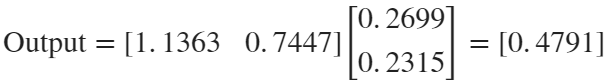 Output = [1.1363 0.7447] [0.2699
0.2315] = [0.4791]